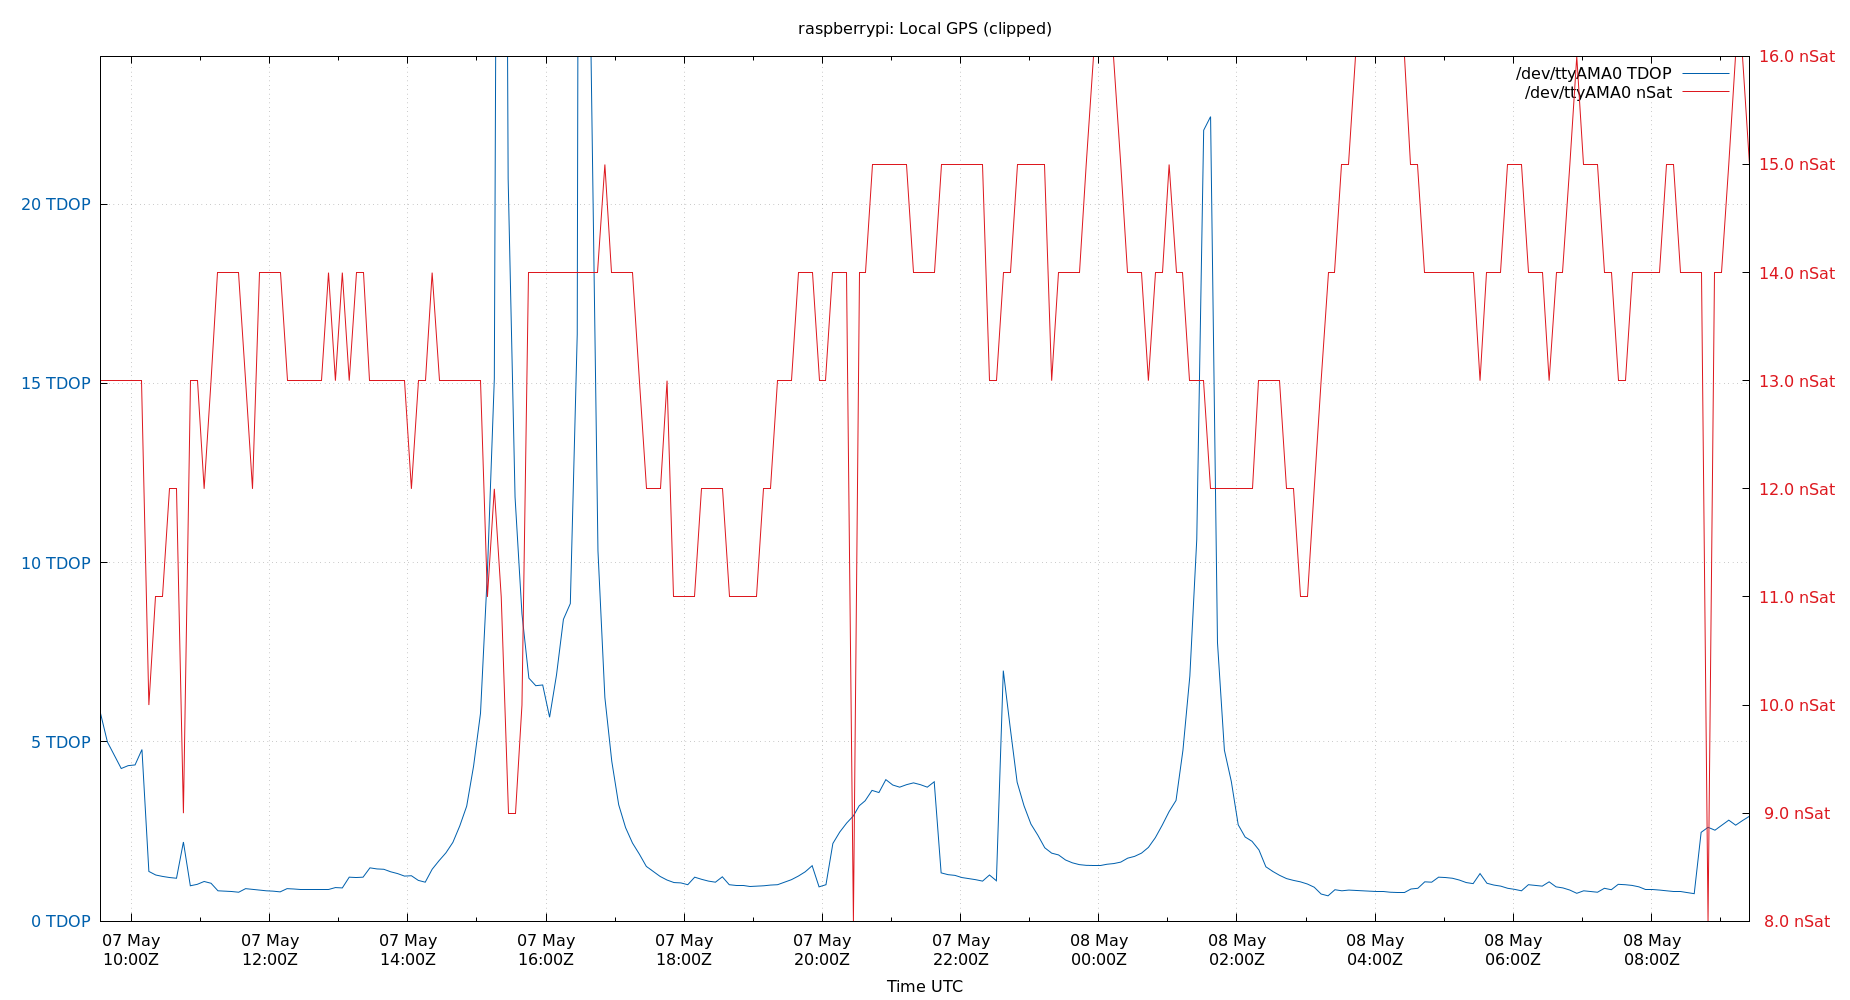 raspberrypi: Local GPS (clipped)
/dev/ttyAMA0 TDOP
/dev/ttyAMA0 nSat
20 TDOP
15 TDOP
10 TDOP
5 TDOP
0 TDOP
16.0 nSat
15.0 nSat
14.0 nSat
13.0 nSat
12.0 nSat
11.0 nSat
10.0 nSat
9.0 nSat
8.0 nSat
07 May 07 May 07 May 07 May 07 May 07 May 07 May 08 May 08 May 08 May 08 May 08 May
10:00Z 12:00Z 14:00Z 16:00Z 18:00Z 20:00Z 22:00Z 00:00Z 02:00Z 04:00Z 06:00Z 08:00Z
Time UTC